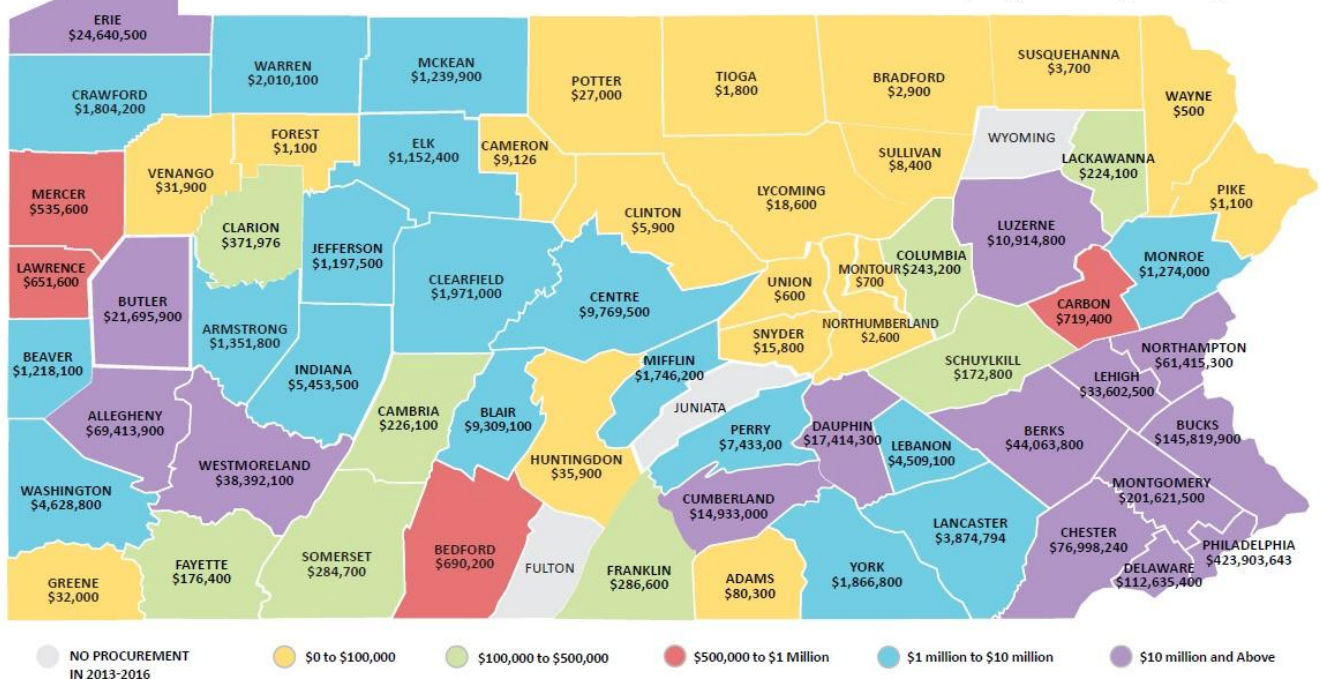 ERIE
$24,640,500
WARREN
$2,010,100
MCKEAN
$1,239,900
POTTER
$27,000
TIOGA
$1,800
BRADFORD
$2,900
SUSQUEHANNA
$3,700
WAYNE
$500
CRAWFORD
$1,804,200
FOREST
$1,100
ELK
$1,152,400
CAMERON
$9,126
SULLIVAN
$8,400
WYOMING
LACKAWANNA
$224,100
PIKE
$1,100
MERCER
$535,600
VENANGO
$31,900
CLARION
$371,976
JEFFERSON
$1,197,500
CLINTON
$5,900
LYCOMING
$18,600
COLUMBIA
$243,200
LUZERNE
$10,914,800
MONROE
$1,274,000
LAWRENCE
$651,600
BUTLER
$21,695,900
ARMSTRONG
$1,351,800
CLEARFIELD
$1,971,000
CENTRE
$9,769,500
UNION
$600
MONTOUR
$700
CARBON
$719,400
BEAVER
$1,218,100
INDIANA
$5,453,500
MIFFLIN
$1,746,200
SNYDER
$15,800
NORTHUMBERLAND
$2,600
SCHUYLKILL
$172,800
NORTHAMPTON
$61,415,300
LEHIGH
$33,602,500
ALLEGHENY
$69,413,900
WESTMORELAND
$38,392,100
CAMBRIA
$226,100
BLAIR
$9,309,100
HUNTINGDON
$35,900
JUNIATA
PERRY
$7,433,00
DAUPHIN
$17,414,300
LEBANON
$4,509,100
BERKS
$44,063,800
BUCKS
$145,819,900
WASHINGTON
$4,628,800
CUMBERLAND
$14,933,000
LANCASTER
$3,874,794
MONTGOMERY
$201,621,500
CHESTER
$76,998,240
PHILADELPHIA
$423,903,643
DELAWARE
$112,635,400
GREENE
$32,000
FAYETTE
$176,400
SOMERSET
$284,700
BEDFORD
$690,200
FULTON
FRANKLIN
$286,600
ADAMS
$80,300
YORK
$1,866,800
NO PROCUREMENT
IN 2013-2016
$0 to $100,000
$100,000 to $500,000
$500,000 to $1 Million
$1 million to $10 million
$10 million and Above